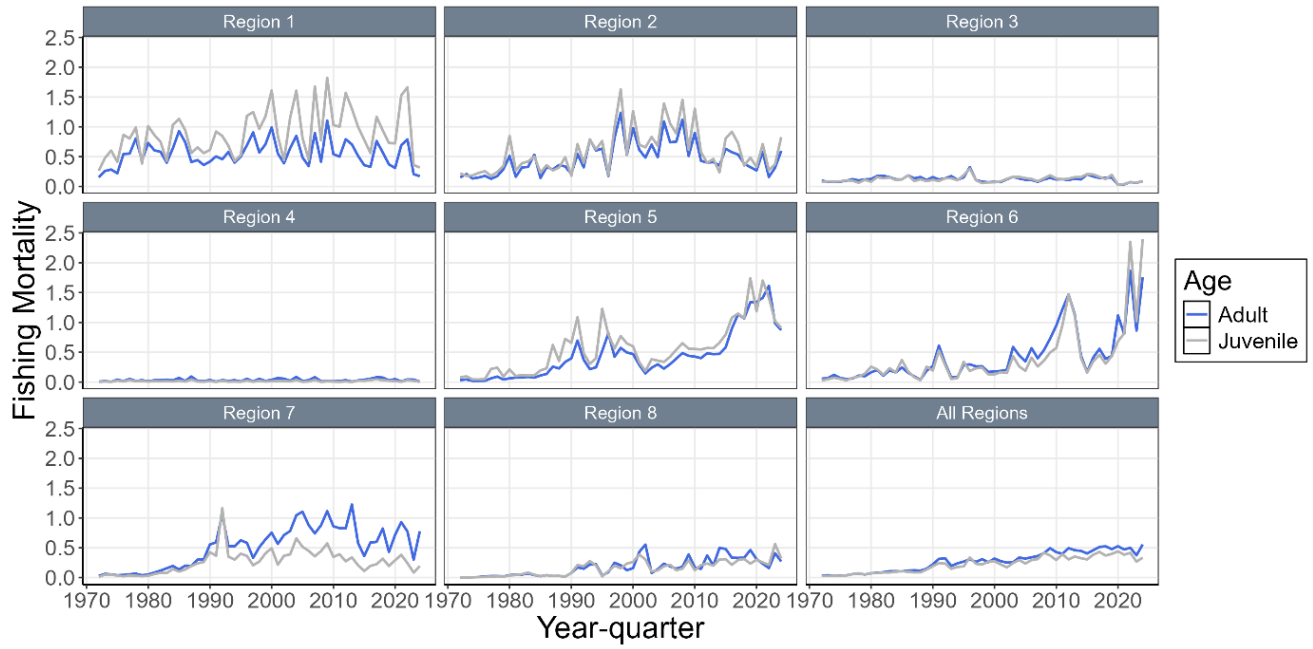 Region 1 Region 2 Region 3
2.5
2.0
1.5
1.0
0.5
0.0
Region 4 Region 5 Region 6
2.5
2.0
1.5
1.0
0.5
0.0
Region 7 Region 8 All Regions
2.5
2.0
1.5
1.0
0.5
0.0
1970 1980 1990 2000 2010 2020 1970 1980 1990 2000 2010 2020 1970 1980 1990 2000 2010 2020
Fishing Mortality
Year-quarter
Age
Adult
Juvenile